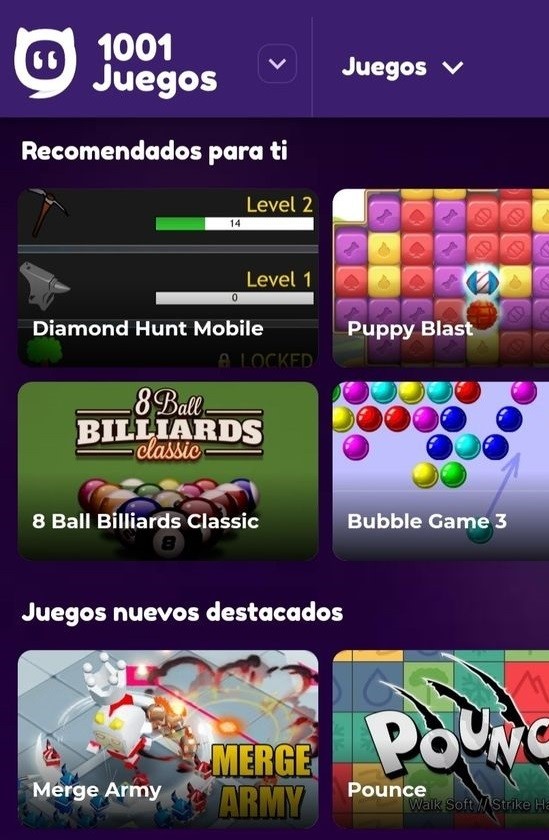 1001
Juegos
Juegos
Recomendados para ti
Level 2
14
Level 1
0
LOCKED
Diamond Hunt Mobile
Puppy Blast
8 Ball
BILLIARDS
classic
8
8 Ball Billiards Classic
Bubble Game 3
Juegos nuevos destacados
MERGE
ARMY
Merge Army
POUNC
Pounce
Walk Soft // Strike Ha